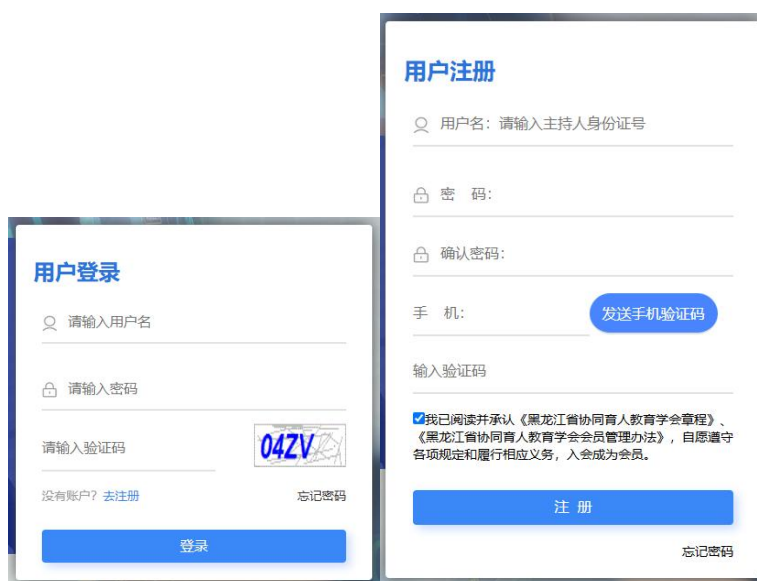 用户登录
请输入用户名
请输入密码
请输入验证码
04ZV
没有账户？去注册
忘记密码
登录
用户注册
用户名：请输入主持人身份证号
密 码：
确认密码：
手 机：
发送手机验证码
输入验证码
我已阅读并承认《黑龙江省协同育人教育学会章程》、
《黑龙江省协同育人教育学会会员管理办法》，自愿遵守
各项规定和履行相应义务，入会成为会员。
注 册
忘记密码